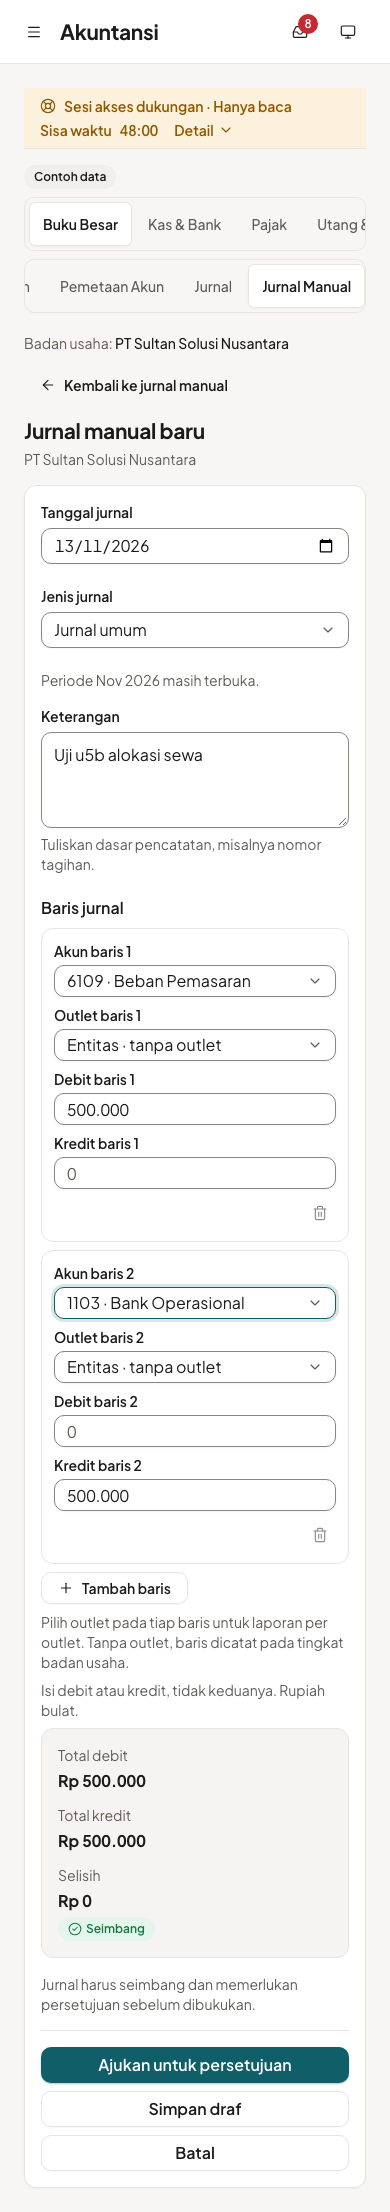 Akuntansi
8
Sesi akses dukungan · Hanya baca
Sisa waktu 48:00 Detail
Contoh data
Buku Besar Kas & Bank Pajak Utang &
Pemetaan Akun Jurnal Jurnal Manual
Badan usaha: PT Sultan Solusi Nusantara
Kembali ke jurnal manual
Jurnal manual baru
PT Sultan Solusi Nusantara
Tanggal jurnal
13/11/2026
Jenis jurnal
Jurnal umum
Periode Nov 2026 masih terbuka.
Keterangan
Uji u5b alokasi sewa
Tuliskan dasar pencatatan, misalnya nomor
tagihan.
Baris jurnal
Akun baris 1
6109 · Beban Pemasaran
Outlet baris 1
Entitas · tanpa outlet
Debit baris 1
500.000
Kredit baris 1
0
Akun baris 2
1103 · Bank Operasional
Outlet baris 2
Entitas · tanpa outlet
Debit baris 2
0
Kredit baris 2
500.000
Tambah baris
Pilih outlet pada tiap baris untuk laporan per
outlet. Tanpa outlet, baris dicatat pada tingkat
badan usaha.
Isi debit atau kredit, tidak keduanya. Rupiah
bulat.
Total debit
Rp 500.000
Total kredit
Rp 500.000
Selisih
Rp 0
Seimbang
Jurnal harus seimbang dan memerlukan
persetujuan sebelum dibukukan.
Ajukan untuk persetujuan
Simpan draf
Batal